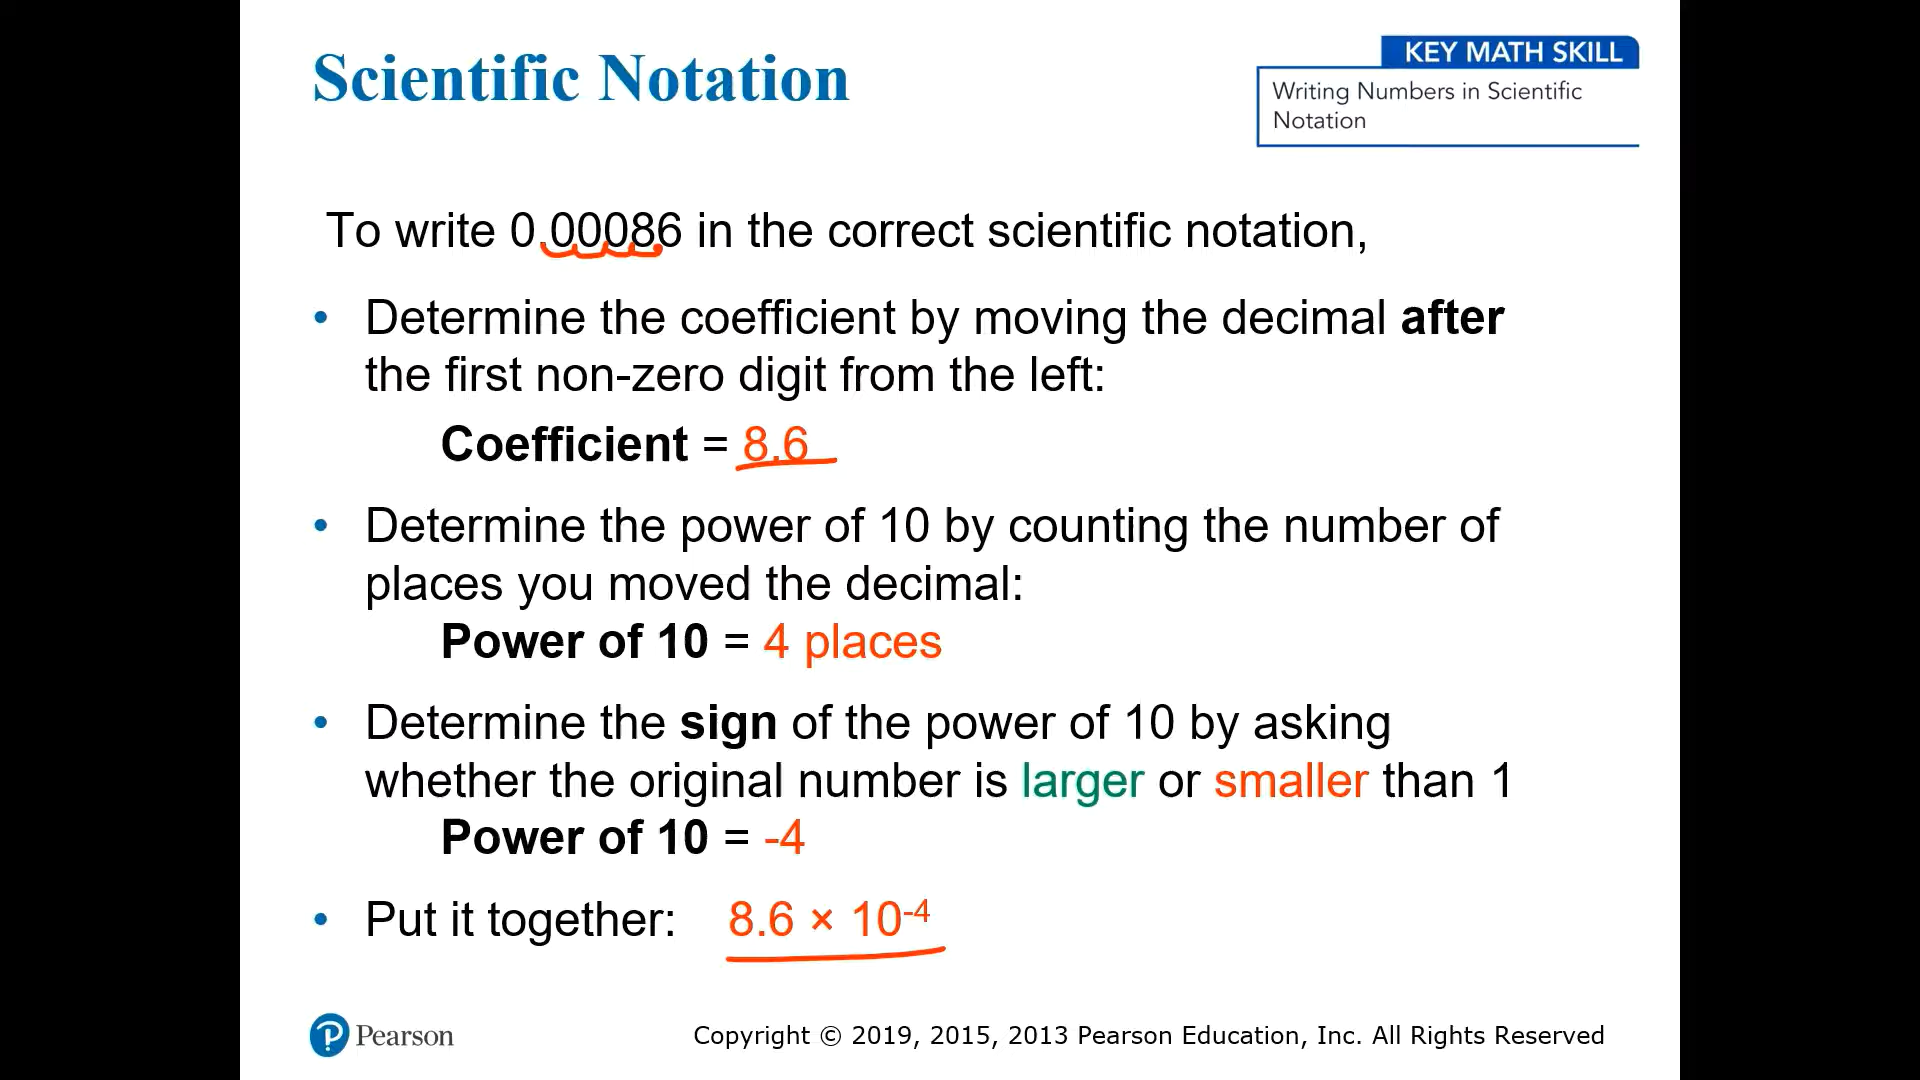 Scientific Notation
KEY MATH SKILL
Writing Numbers in Scientific
Notation
To write 0.00086 in the correct scientific notation,
• Determine the coefficient by moving the decimal after
the first non-zero digit from the left:
Coefficient = 8.6
• Determine the power of 10 by counting the number of
places you moved the decimal:
Power of 10 = 4 places
• Determine the sign of the power of 10 by asking
whether the original number is larger or smaller than 1
Power of 10 = -4
• Put it together: 8.6 × 10⁻⁴
P Pearson
Copyright © 2019, 2015, 2013 Pearson Education, Inc. All Rights Reserved